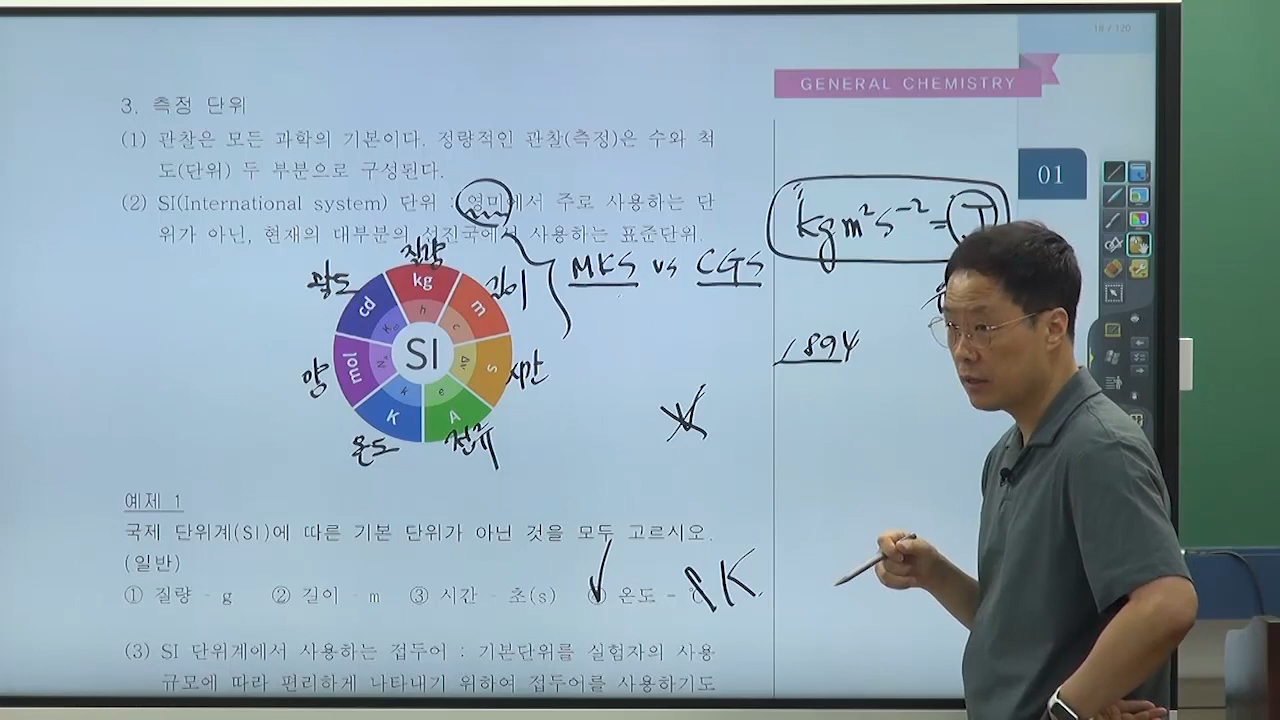 18 / 120
GENERAL CHEMISTRY
01
3. 측정 단위
(1) 관찰은 모든 과학의 기본이다. 정량적인 관찰(측정)은 수와 척
도(단위) 두 부분으로 구성된다.
(2) SI(International system) 단위 : 영미에서 주로 사용하는 단
위가 아닌, 현재의 대부분의 선진국에서 사용하는 표준단위.
kg m² s⁻² = J
MKS vs CGS
1894
질량
길이
시간
전류
온도
양
광도
kg
m
s
A
K
mol
cd
h
c
Δν
e
k
SI
예제 1
국제 단위계(SI)에 따른 기본 단위가 아닌 것을 모두 고르시오.
(일반)
① 질량 - g ② 길이 - m ③ 시간 - 초(s) ④ 온도 - ℃
K
(3) SI 단위계에서 사용하는 접두어 : 기본단위를 실험자의 사용
규모에 따라 편리하게 나타내기 위하여 접두어를 사용하기도